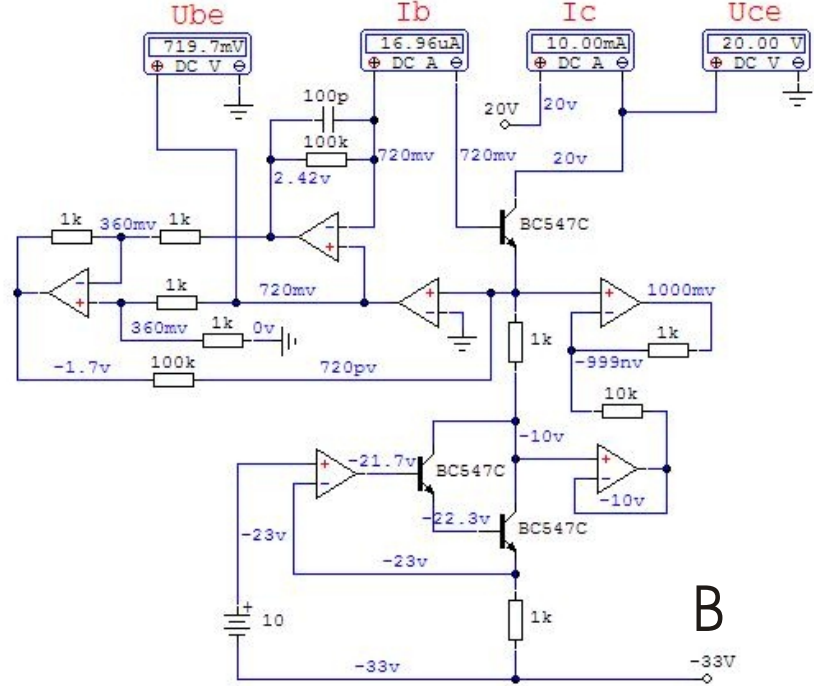 Ube Ib Ic Uce
719.7mV 16.96uA 10.00mA 20.00 V
DC V DC A DC A DC V
100p
20V 20v
100k
720mv 720mv 20v
2.42v
1k 360mv 1k BC547C
- + 
1k 720mv 1000mv
360mv 1k 0v 1k 1k
-999nv
-1.7v 100k 720pv
10k
-10v
-21.7v BC547C
-10v
-22.3v BC547C
-23v -23v
+ 10 1k B
-33v -33V